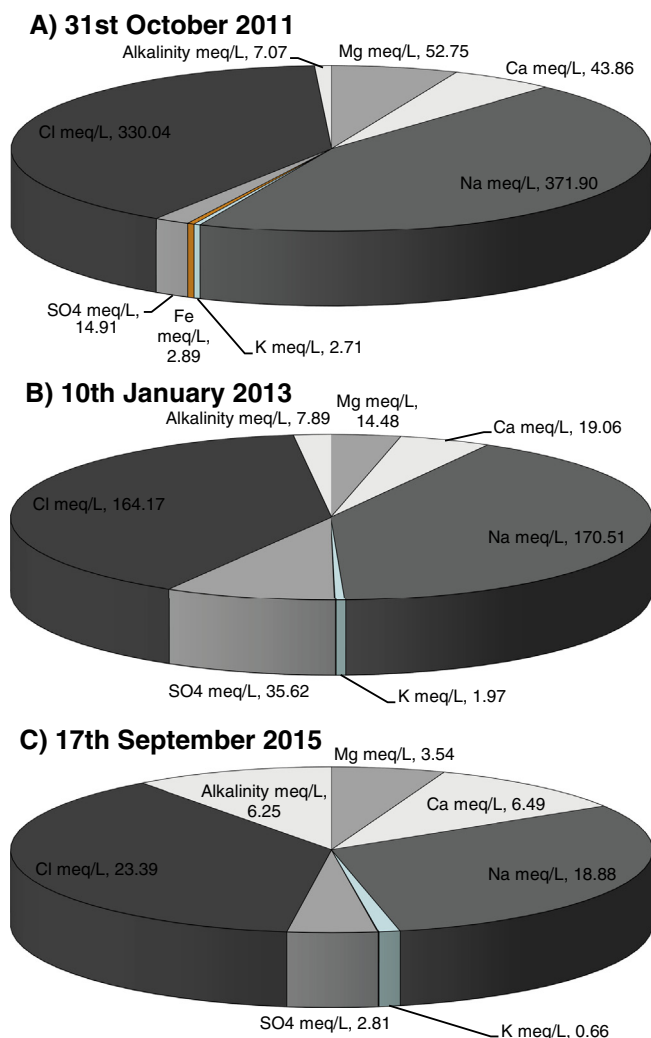 A) 31st October 2011
Alkalinity meq/L, 7.07
Mg meq/L, 52.75
Ca meq/L, 43.86
Cl meq/L, 330.04
Na meq/L, 371.90
SO4 meq/L,
14.91
Fe
meq/L,
2.89
K meq/L, 2.71
B) 10th January 2013
Alkalinity meq/L, 7.89
Mg meq/L,
14.48
Ca meq/L, 19.06
Cl meq/L, 164.17
Na meq/L, 170.51
SO4 meq/L, 35.62
K meq/L, 1.97
C) 17th September 2015
Mg meq/L, 3.54
Alkalinity meq/L,
6.25
Ca meq/L, 6.49
Cl meq/L, 23.39
Na meq/L, 18.88
SO4 meq/L, 2.81
K meq/L, 0.66